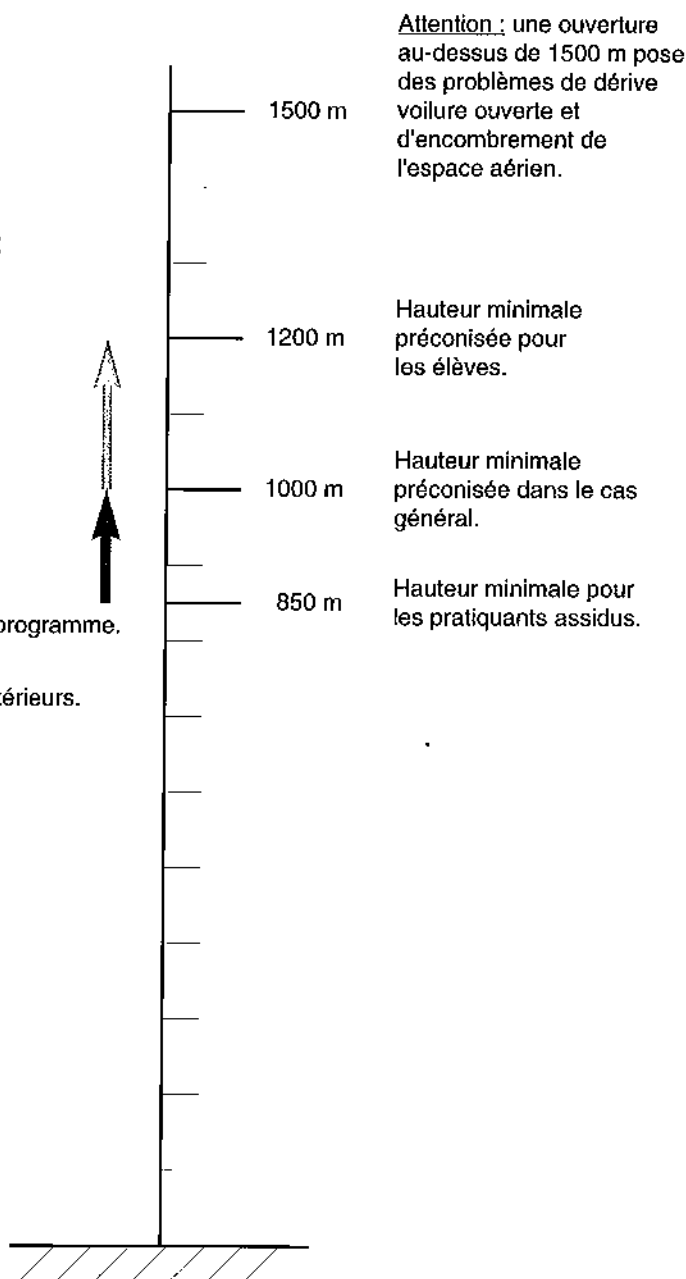 Attention : une ouverture
au-dessus de 1500 m pose
des problèmes de dérive
voilure ouverte et
d'encombrement de
l'espace aérien.
1500 m
Hauteur minimale
préconisée pour
les élèves.
1200 m
Hauteur minimale
préconisée dans le cas
général.
1000 m
Hauteur minimale pour
les pratiquants assidus.
850 m
programme.
térieurs.